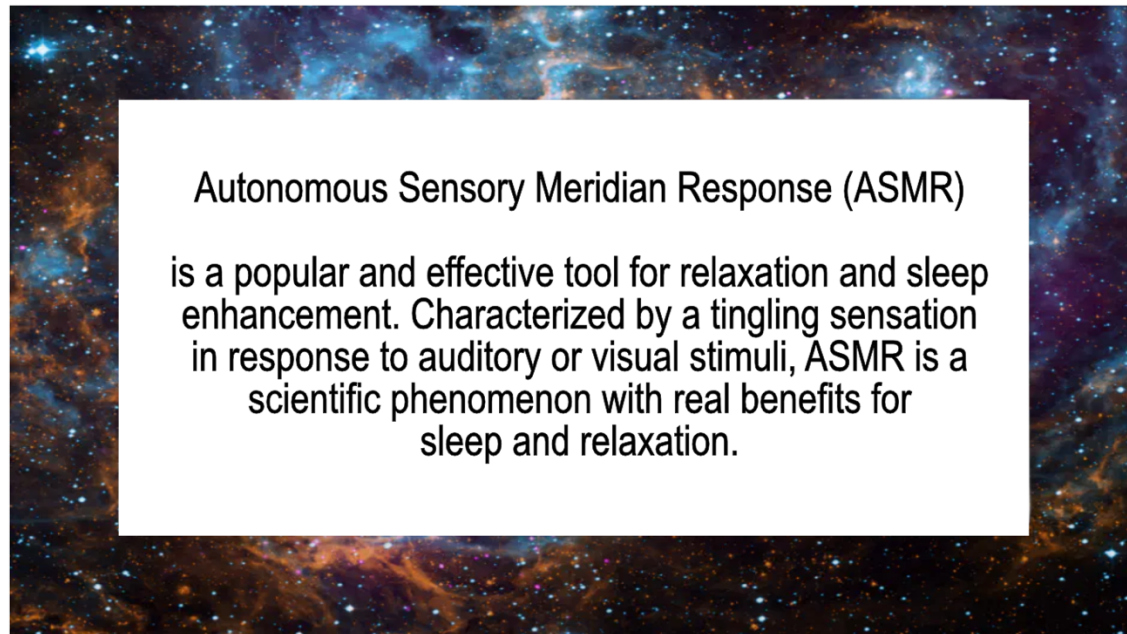 Autonomous Sensory Meridian Response (ASMR)
is a popular and effective tool for relaxation and sleep
enhancement. Characterized by a tingling sensation
in response to auditory or visual stimuli, ASMR is a
scientific phenomenon with real benefits for
sleep and relaxation.